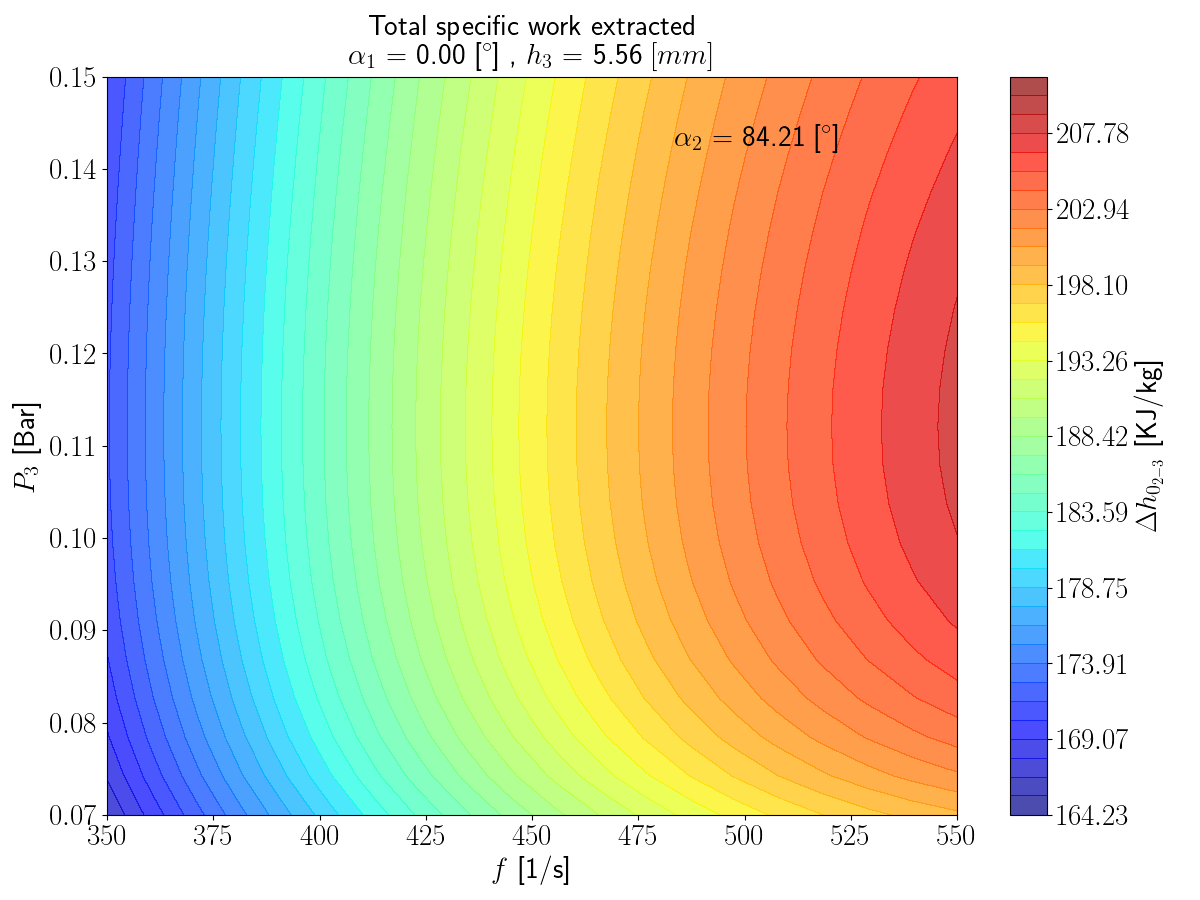 Total specific work extracted
α₁ = 0.00 [°] , h₃ = 5.56 [mm]
α₂ = 84.21 [°]
0.15
0.14
0.13
0.12
0.11
0.10
0.09
0.08
0.07
P₃ [Bar]
350 375 400 425 450 475 500 525 550
f [1/s]
207.78
202.94
198.10
193.26
188.42
183.59
178.75
173.91
169.07
164.23
Δh₀₂₋₃ [KJ/kg]